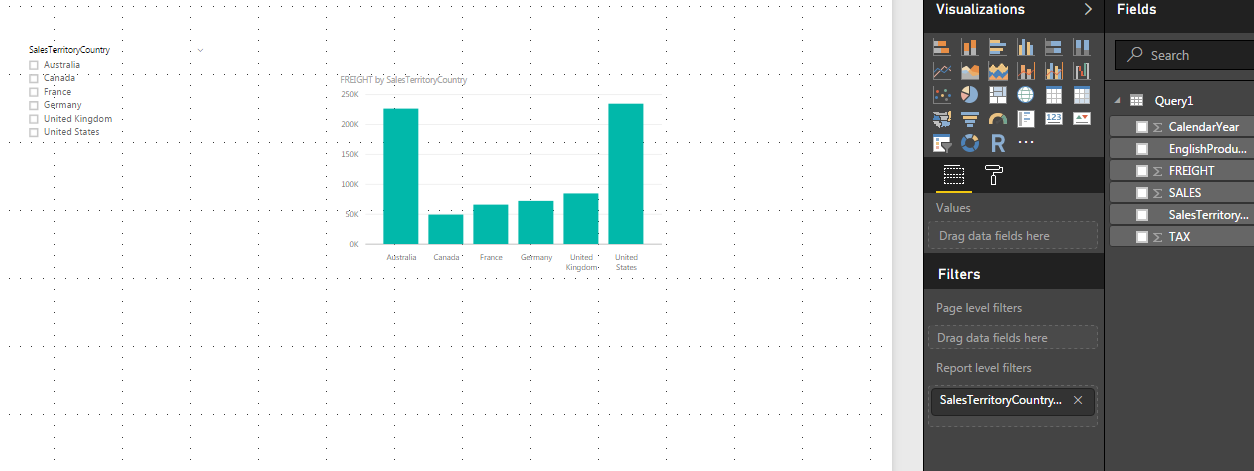 SalesTerritoryCountry
Australia
Canada
France
Germany
United Kingdom
United States
FREIGHT by SalesTerritoryCountry
250K
200K
150K
100K
50K
0K
Australia
Canada
France
Germany
United
Kingdom
United
States
Visualizations
123
R
...
Values
Drag data fields here
Filters
Page level filters
Drag data fields here
Report level filters
SalesTerritoryCountry...
Fields
Search
Query1
CalendarYear
EnglishProdu...
FREIGHT
SALES
SalesTerritory...
TAX